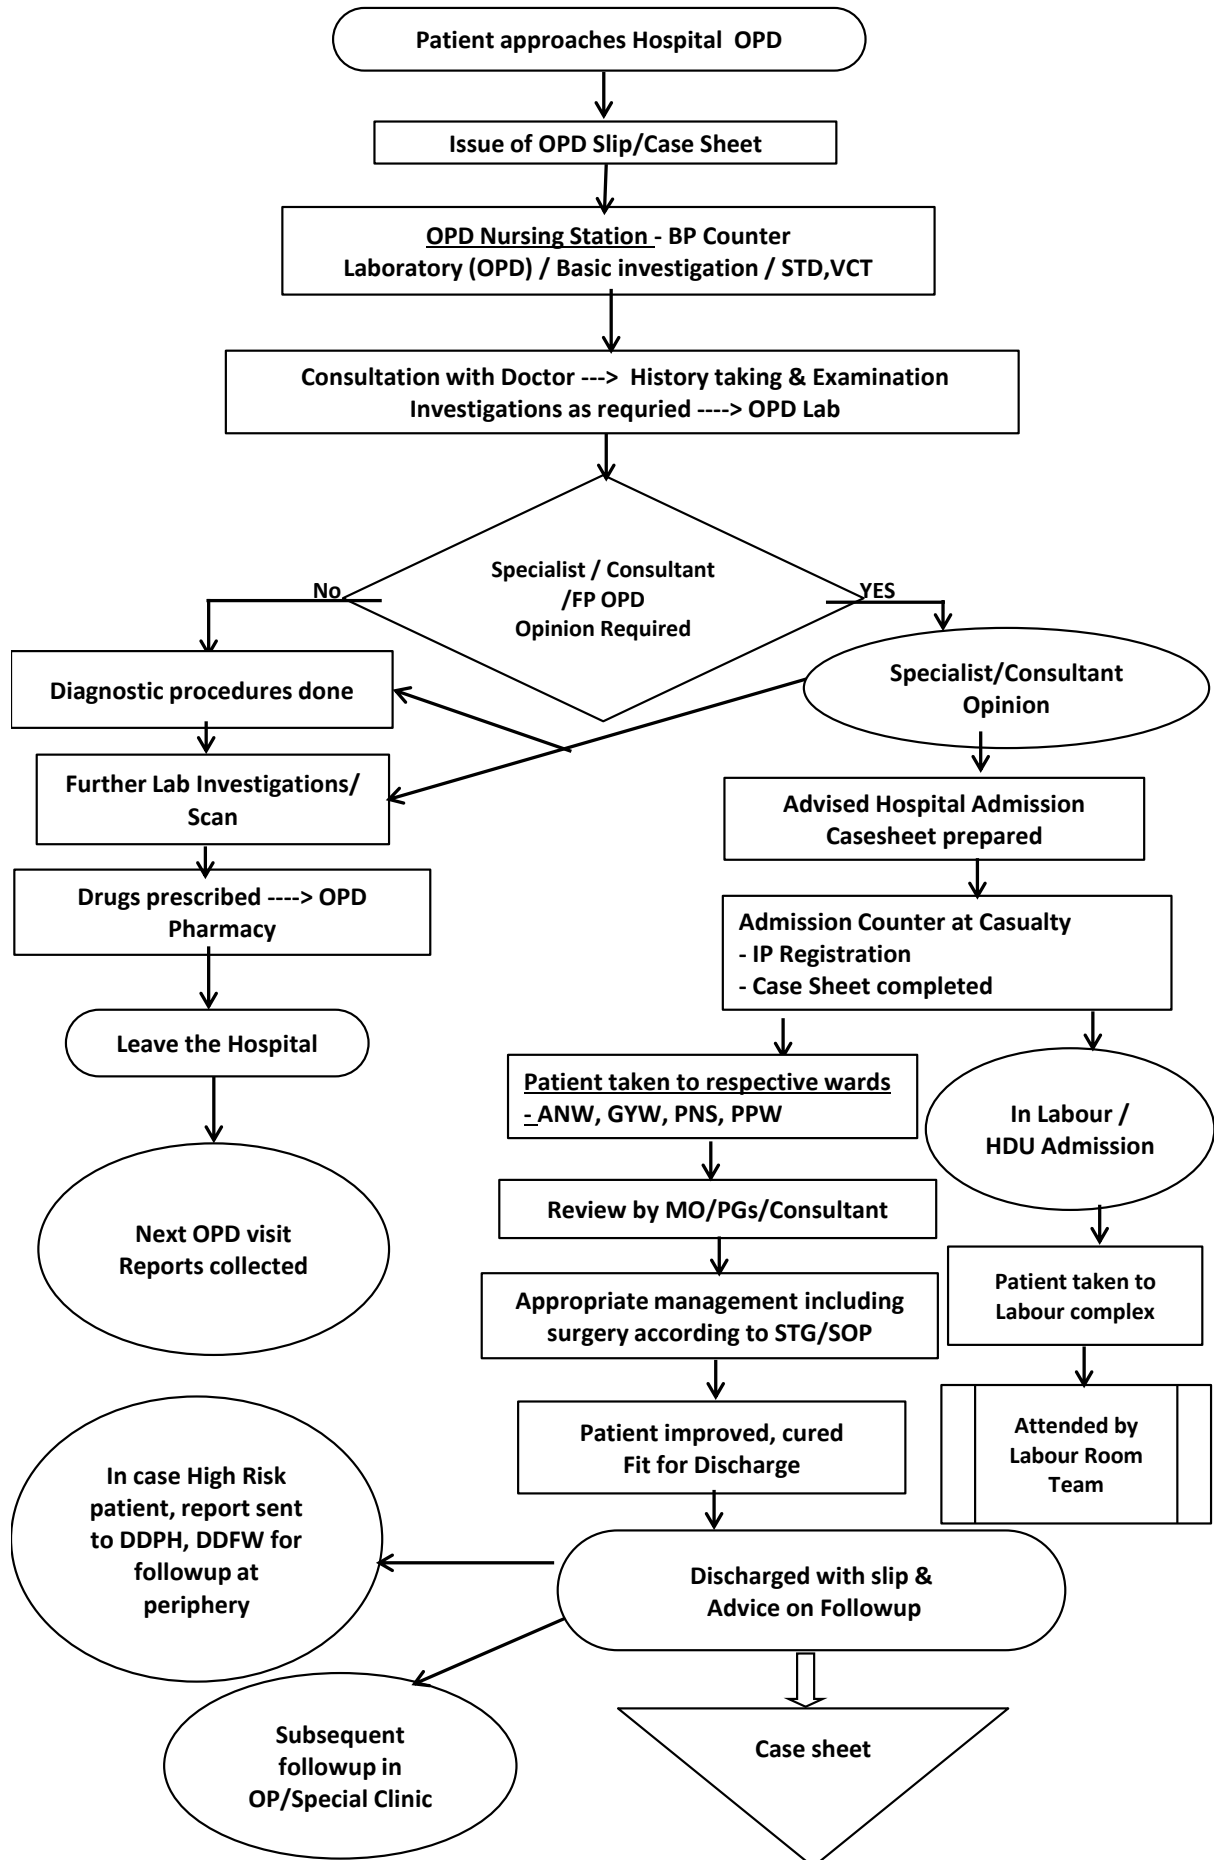 Patient approaches Hospital  OPD
Issue of OPD Slip/Case Sheet
OPD Nursing Station - BP Counter
Laboratory (OPD) / Basic investigation / STD,VCT
Consultation with Doctor ---> History taking & Examination
Investigations as requried ----> OPD Lab
Specialist / Consultant
/FP OPD
Opinion Required
No
YES
Diagnostic procedures done
Further Lab Investigations/
Scan
Drugs prescribed ----> OPD
Pharmacy
Leave the Hospital
Next OPD visit
Reports collected
Specialist/Consultant
Opinion
Advised Hospital Admission
Casesheet prepared
Admission Counter at Casualty
- IP Registration
- Case Sheet completed
Patient taken to respective wards
- ANW, GYW, PNS, PPW
In Labour /
HDU Admission
Review by MO/PGs/Consultant
Patient taken to
Labour complex
Appropriate management including
surgery according to STG/SOP
Attended by
Labour Room
Team
Patient improved, cured
Fit for Discharge
Discharged with slip &
Advice on Followup
In case High Risk
patient, report sent
to DDPH, DDFW for
followup at
periphery
Subsequent
followup in
OP/Special Clinic
Case sheet